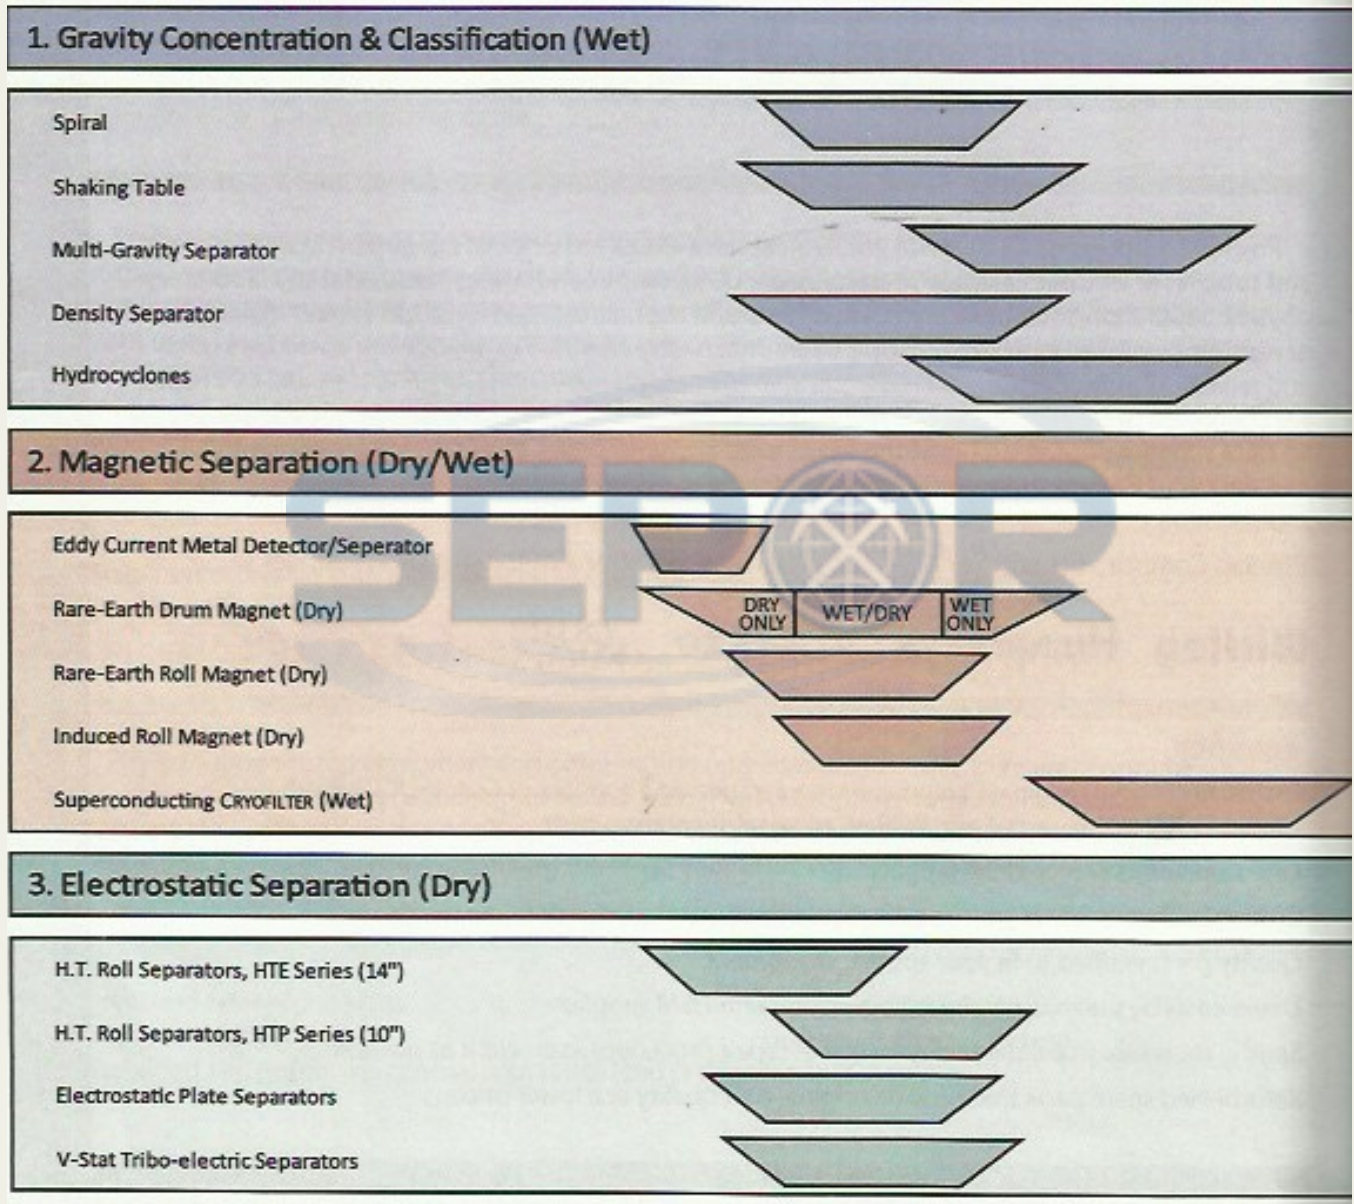 1. Gravity Concentration & Classification (Wet)
Spiral
Shaking Table
Multi-Gravity Separator
Density Separator
Hydrocyclones
2. Magnetic Separation (Dry/Wet)
SEPOR
Eddy Current Metal Detector/Seperator
Rare-Earth Drum Magnet (Dry)
DRY
ONLY
WET/DRY
WET
ONLY
Rare-Earth Roll Magnet (Dry)
Induced Roll Magnet (Dry)
Superconducting CRYOFILTER (Wet)
3. Electrostatic Separation (Dry)
H.T. Roll Separators, HTE Series (14")
H.T. Roll Separators, HTP Series (10")
Electrostatic Plate Separators
V-Stat Tribo-electric Separators